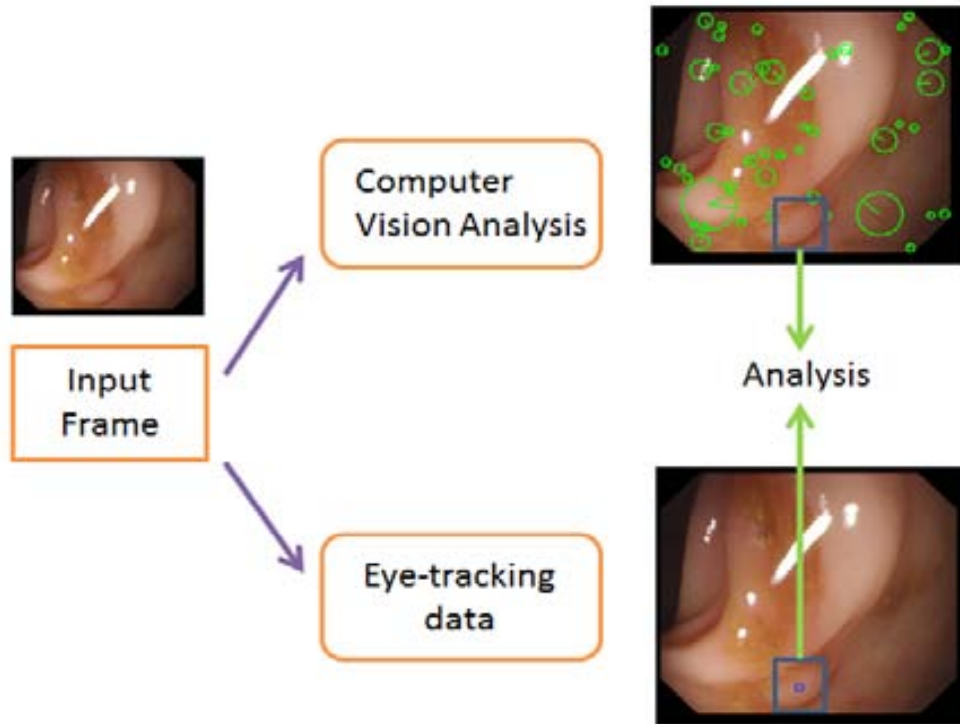 Computer
Vision Analysis
Input
Frame
Analysis
Eye-tracking
data